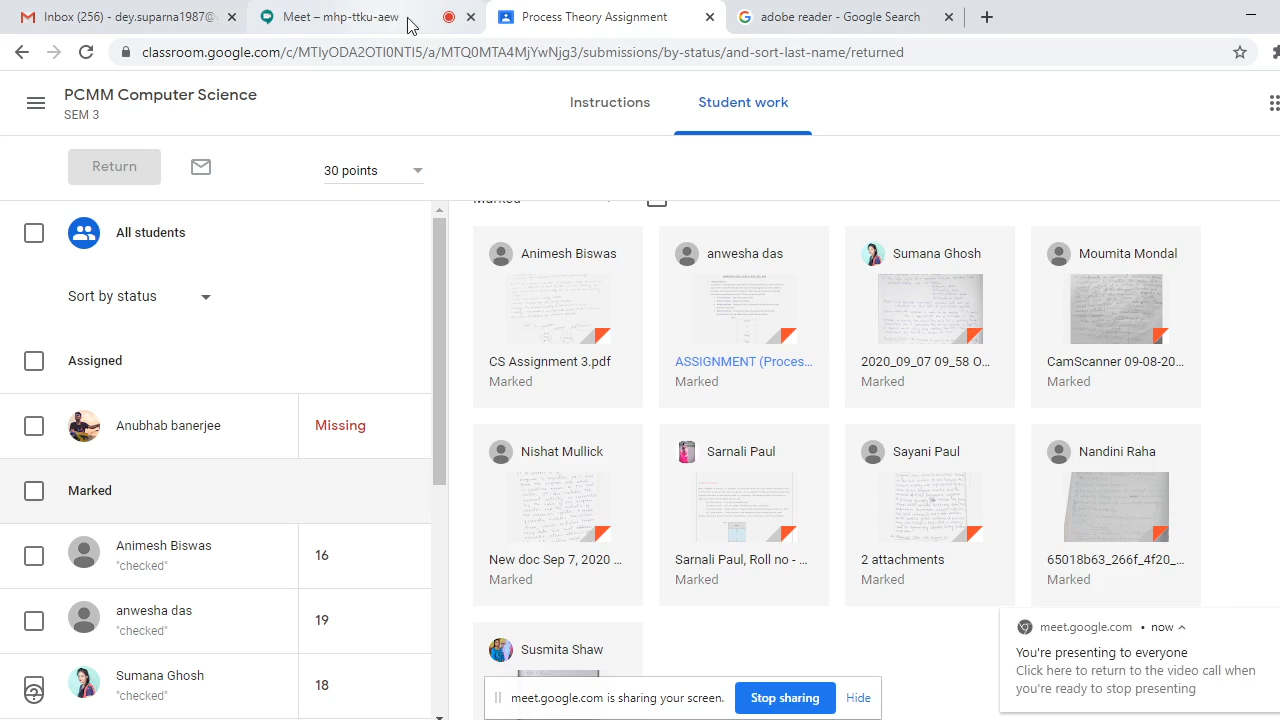 Inbox (256) - dey.suparna1987@
Meet – mhp-ttku-aew
Process Theory Assignment
adobe reader - Google Search
classroom.google.com/c/MTIyODA2OTI0NTI5/a/MTQ0MTA4MjYwNjg3/submissions/by-status/and-sort-last-name/returned
PCMM Computer Science
SEM 3
Instructions
Student work
Return
30 points
All students
Sort by status
Assigned
Anubhab banerjee
Missing
Marked
Animesh Biswas
"checked"
16
anwesha das
"checked"
19
Sumana Ghosh
"checked"
18
Marked
Animesh Biswas
CS Assignment 3.pdf
Marked
anwesha das
ASSIGNMENT (Proces...
Marked
Sumana Ghosh
2020_09_07 09_58 O...
Marked
Moumita Mondal
CamScanner 09-08-20...
Marked
Nishat Mullick
New doc Sep 7, 2020 ...
Marked
Sarnali Paul
Sarnali Paul, Roll no - ...
Marked
Sayani Paul
2 attachments
Marked
Nandini Raha
65018b63_266f_4f20_...
Marked
Susmita Shaw
meet.google.com is sharing your screen.
Stop sharing
Hide
meet.google.com • now
You're presenting to everyone
Click here to return to the video call when
you're ready to stop presenting